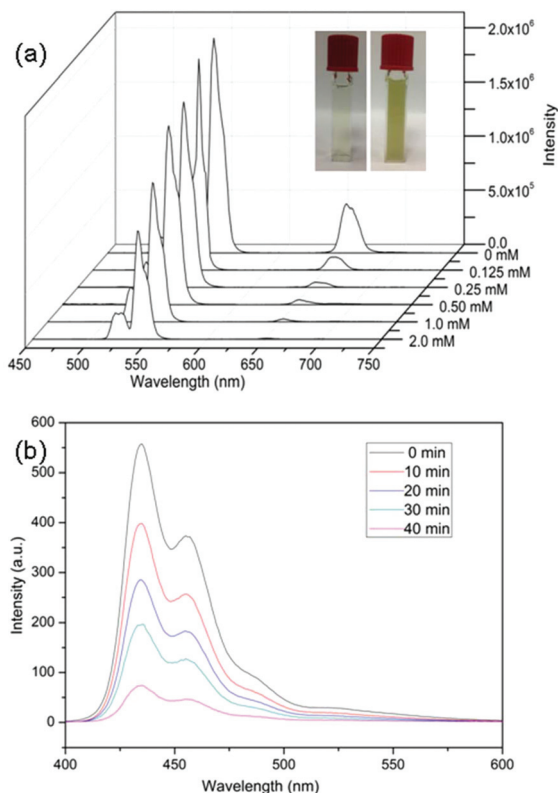 (a)
2.0x10⁶
1.5x10⁶
1.0x10⁶
5.0x10⁵
0.0
Intensity
0 mM
0.125 mM
0.25 mM
0.50 mM
1.0 mM
2.0 mM
450 500 550 600 650 700 750
Wavelength (nm)
(b)
600
500
400
300
200
100
0
Intensity (a.u.)
0 min
10 min
20 min
30 min
40 min
400 450 500 550 600
Wavelength (nm)